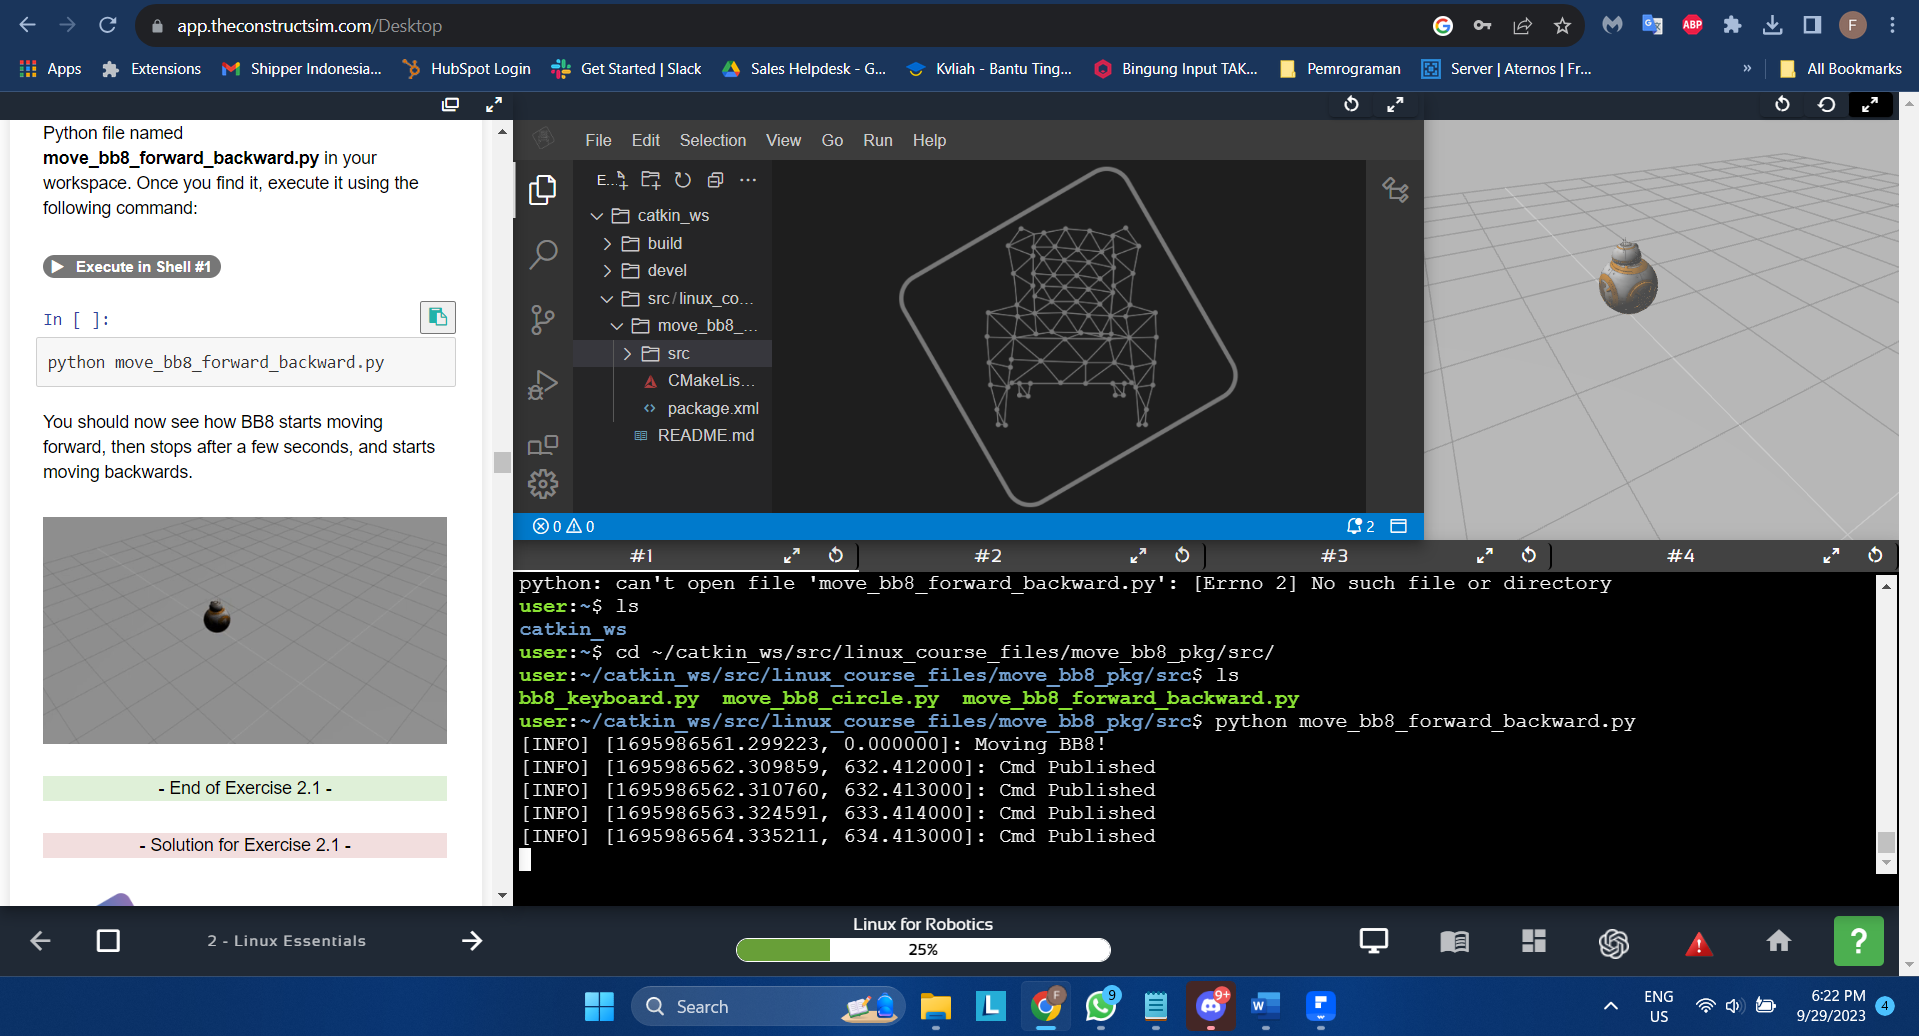 app.theconstructsim.com/Desktop
ABP
F
Apps
Extensions
Shipper Indonesia...
HubSpot Login
Get Started | Slack
Sales Helpdesk - G...
Kvliah - Bantu Ting...
Bingung Input TAK...
Pemrograman
Server | Aternos | Fr...
»
All Bookmarks
Python file named
move_bb8_forward_backward.py in your
workspace. Once you find it, execute it using the
following command:
Execute in Shell #1
In [ ]:
python move_bb8_forward_backward.py
You should now see how BB8 starts moving
forward, then stops after a few seconds, and starts
moving backwards.
- End of Exercise 2.1 -
- Solution for Exercise 2.1 -
File Edit Selection View Go Run Help
E...
catkin_ws
build
devel
src/linux_co...
move_bb8_...
src
CMakeLis...
package.xml
README.md
0 0
2
#1 #2 #3 #4
python: can't open file 'move_bb8_forward_backward.py': [Errno 2] No such file or directory
user:~$ ls
catkin_ws
user:~$ cd ~/catkin_ws/src/linux_course_files/move_bb8_pkg/src/
user:~/catkin_ws/src/linux_course_files/move_bb8_pkg/src$ ls
bb8_keyboard.py move_bb8_circle.py move_bb8_forward_backward.py
user:~/catkin_ws/src/linux_course_files/move_bb8_pkg/src$ python move_bb8_forward_backward.py
[INFO] [1695986561.299223, 0.000000]: Moving BB8!
[INFO] [1695986562.309859, 632.412000]: Cmd Published
[INFO] [1695986562.310760, 632.413000]: Cmd Published
[INFO] [1695986563.324591, 633.414000]: Cmd Published
[INFO] [1695986564.335211, 634.413000]: Cmd Published
2 - Linux Essentials
Linux for Robotics
25%
?
Search
L
F
9
9+
W
ENG
US
6:22 PM
9/29/2023
4